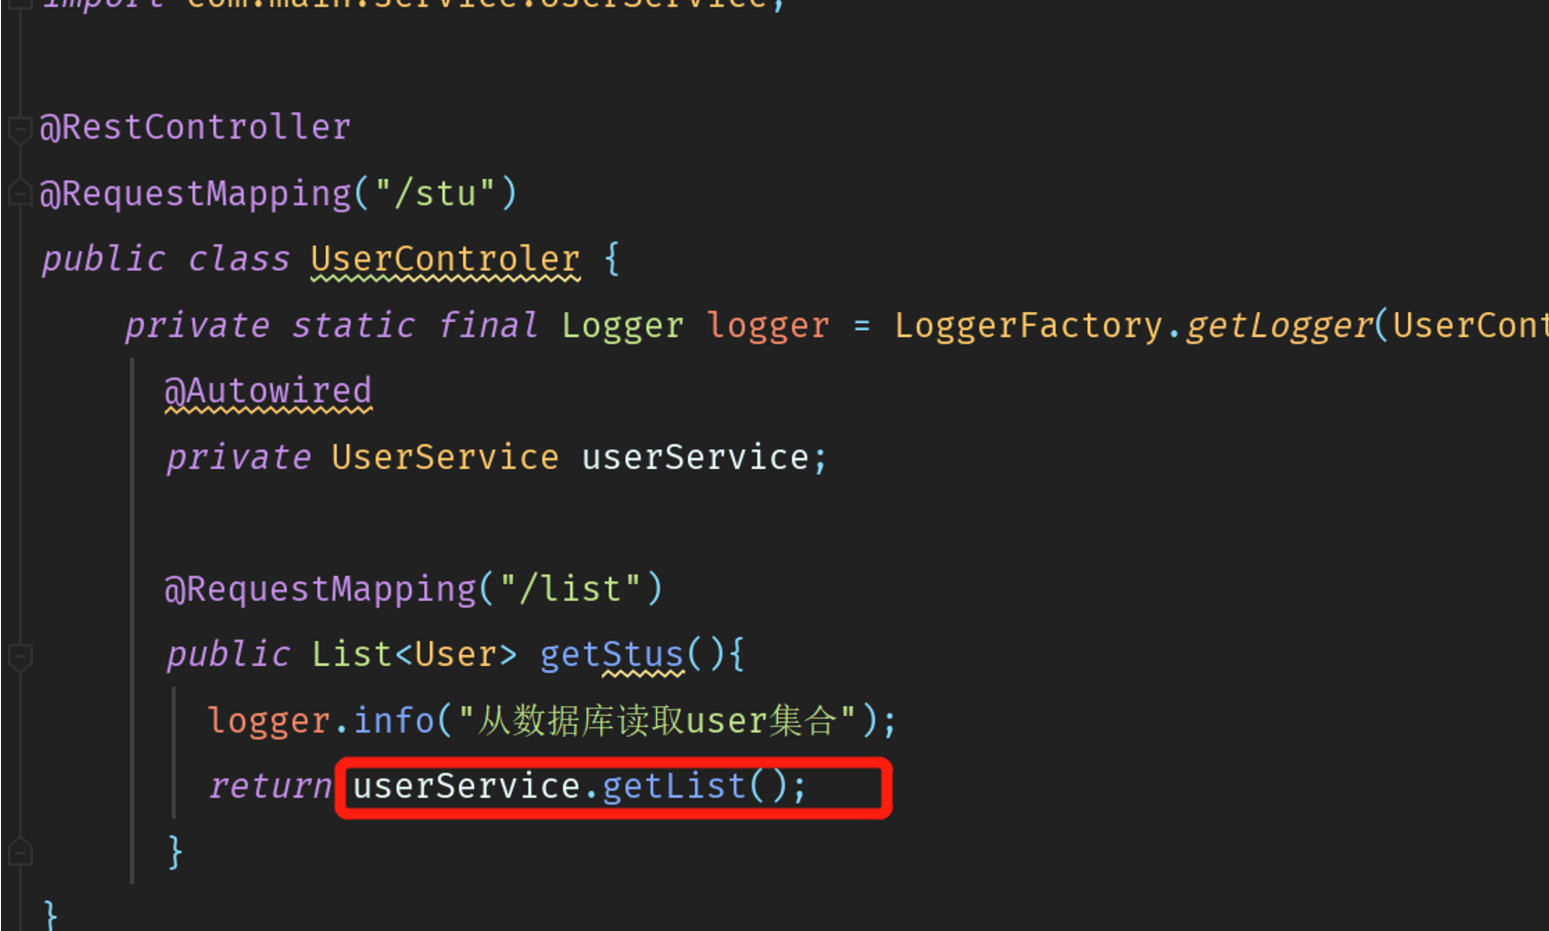 import com.main.service.UserService;
@RestController
@RequestMapping("/stu")
public class UserControler {
private static final Logger logger = LoggerFactory.getLogger(UserCont
@Autowired
private UserService userService;
@RequestMapping("/list")
public List<User> getStus(){
logger.info("从数据库读取user集合");
return userService.getList();
}
}